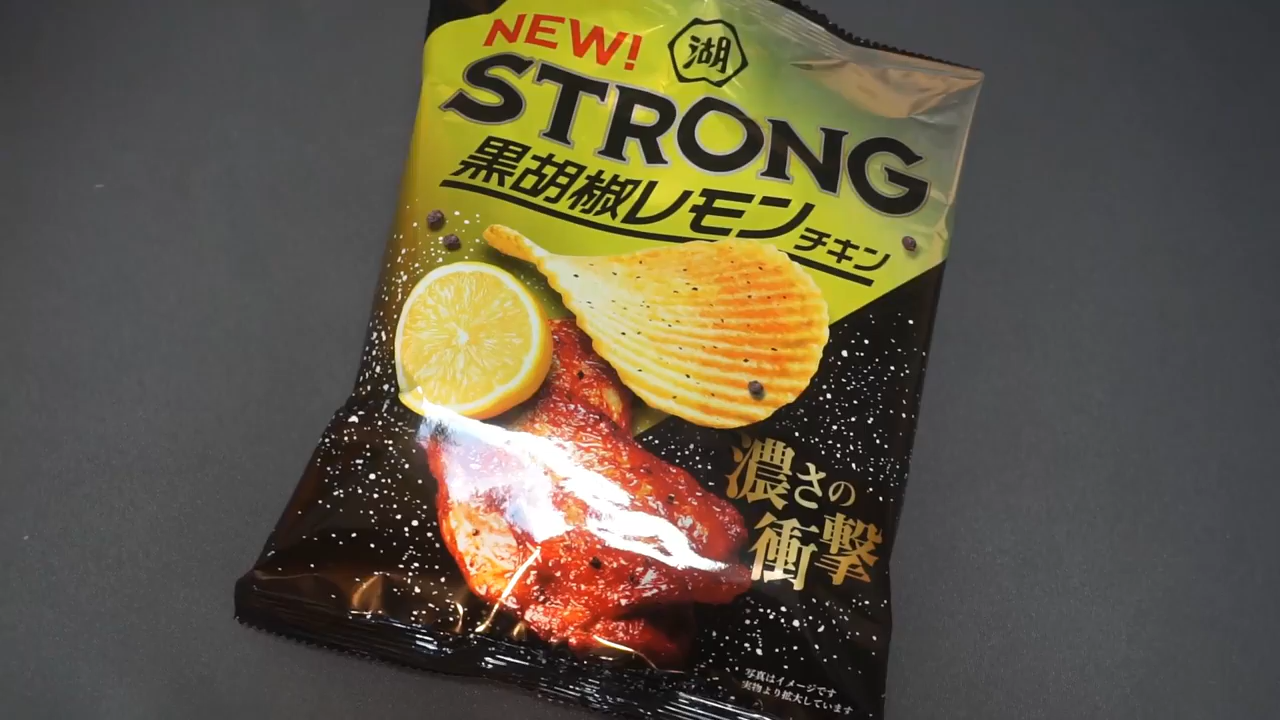 NEW!
湖
STRONG
黒胡椒レモンチキン
濃さの
衝撃
写真はイメージです
実物より拡大しています